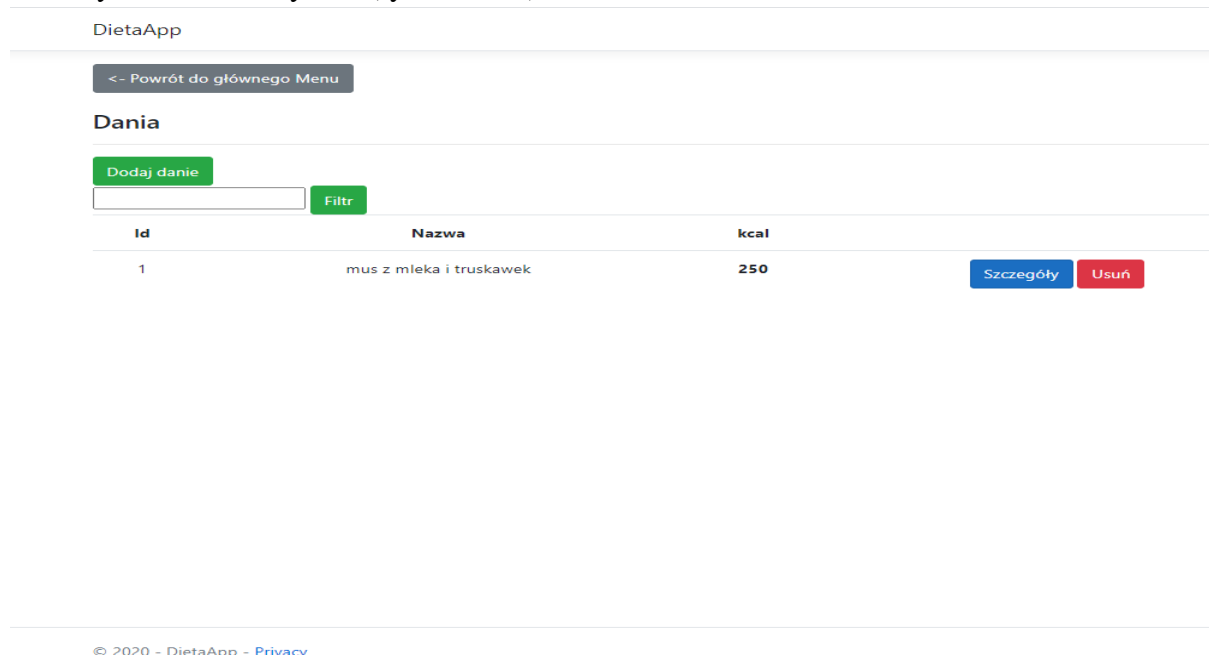 DietaApp
<- Powrót do głównego Menu
Dania
Dodaj danie
Filtr
Id Nazwa kcal
1 mus z mleka i truskawek 250 Szczegóły Usuń
© 2020 - DietaApp - Privacy